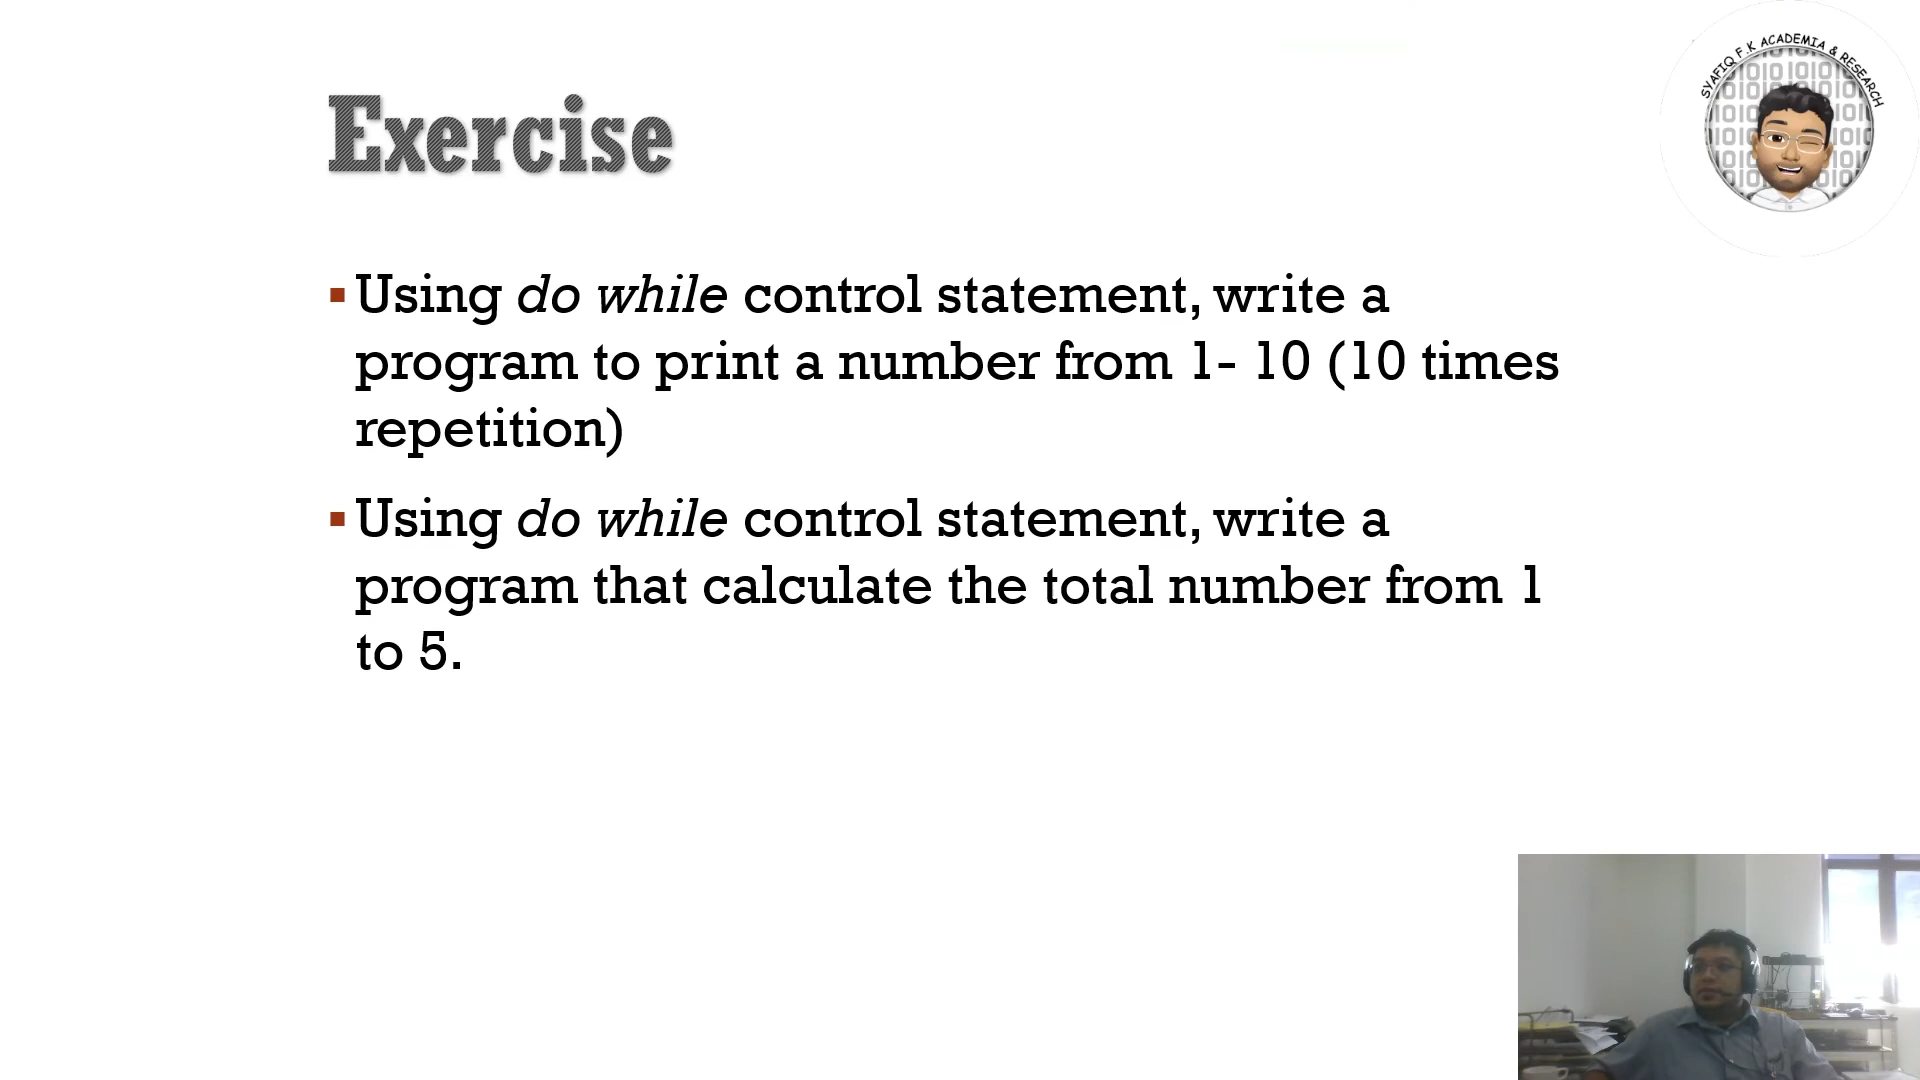 SYAFIQ F.K ACADEMIA & RESEARCH
Exercise
Using do while control statement, write a
program to print a number from 1- 10 (10 times
repetition)
Using do while control statement, write a
program that calculate the total number from 1
to 5.